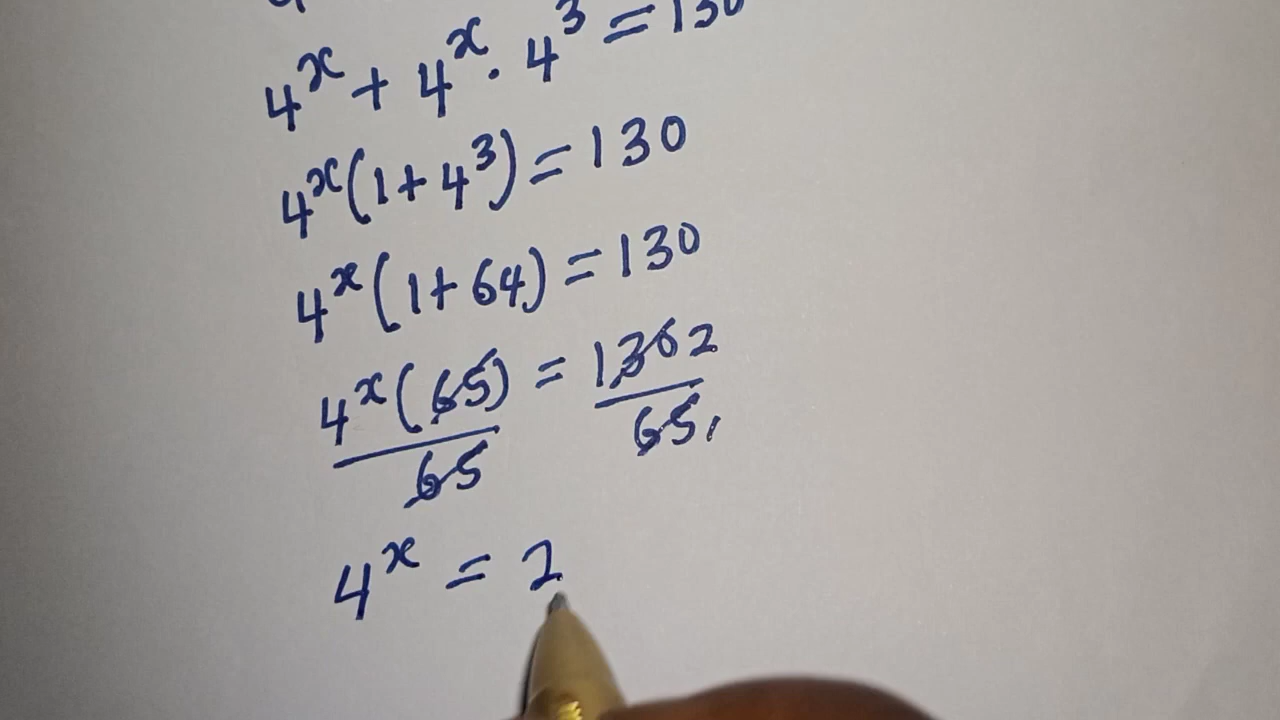 4^x + 4^x · 4^3 = 130
4^x (1 + 4^3) = 130
4^x (1 + 64) = 130
4^x (65) / 65 = 130 2 / 65 1
4^x = 2